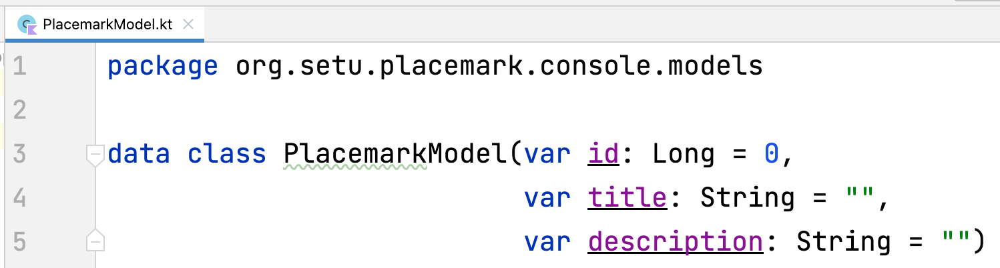 PlacemarkModel.kt
1 package org.setu.placemark.console.models
2
3 data class PlacemarkModel(var id: Long = 0,
4 var title: String = "",
5 var description: String = "")